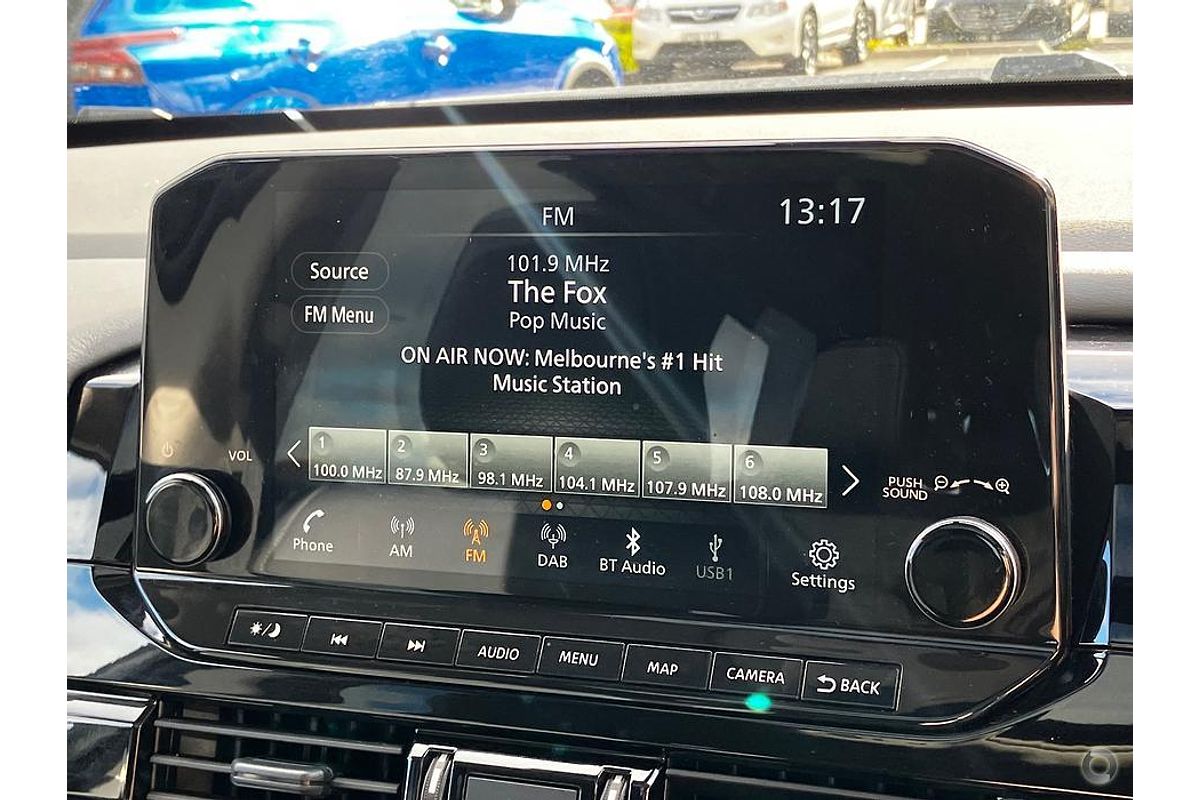 FM
13:17
Source
FM Menu
101.9 MHz
The Fox
Pop Music
ON AIR NOW: Melbourne's #1 Hit
Music Station
VOL
1
2
3
4
5
6
100.0 MHz
87.9 MHz
98.1 MHz
104.1 MHz
107.9 MHz
108.0 MHz
PUSH
SOUND
Phone
AM
FM
DAB
BT Audio
USB1
Settings
AUDIO
MENU
MAP
CAMERA
BACK